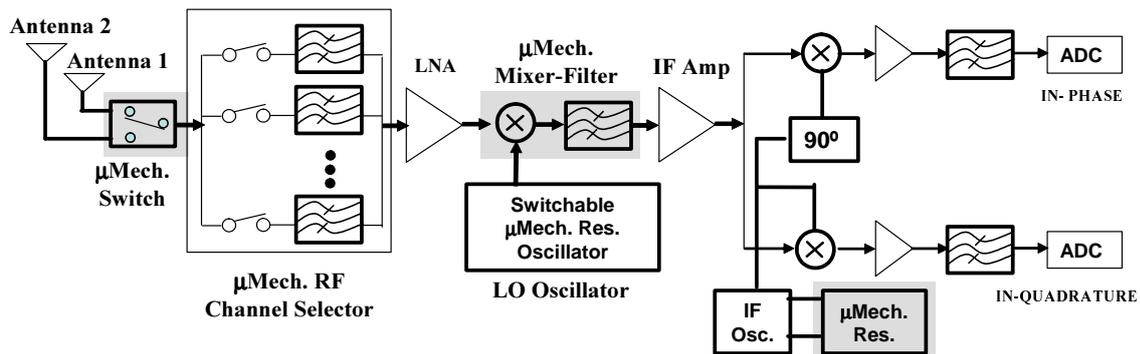 Antenna 2
Antenna 1
μMech.
Switch
μMech. RF
Channel Selector
LNA
μMech.
Mixer-Filter
Switchable
μMech. Res.
Oscillator
LO Oscillator
IF Amp
90º
ADC
IN- PHASE
ADC
IN-QUADRATURE
IF
Osc.
μMech.
Res.